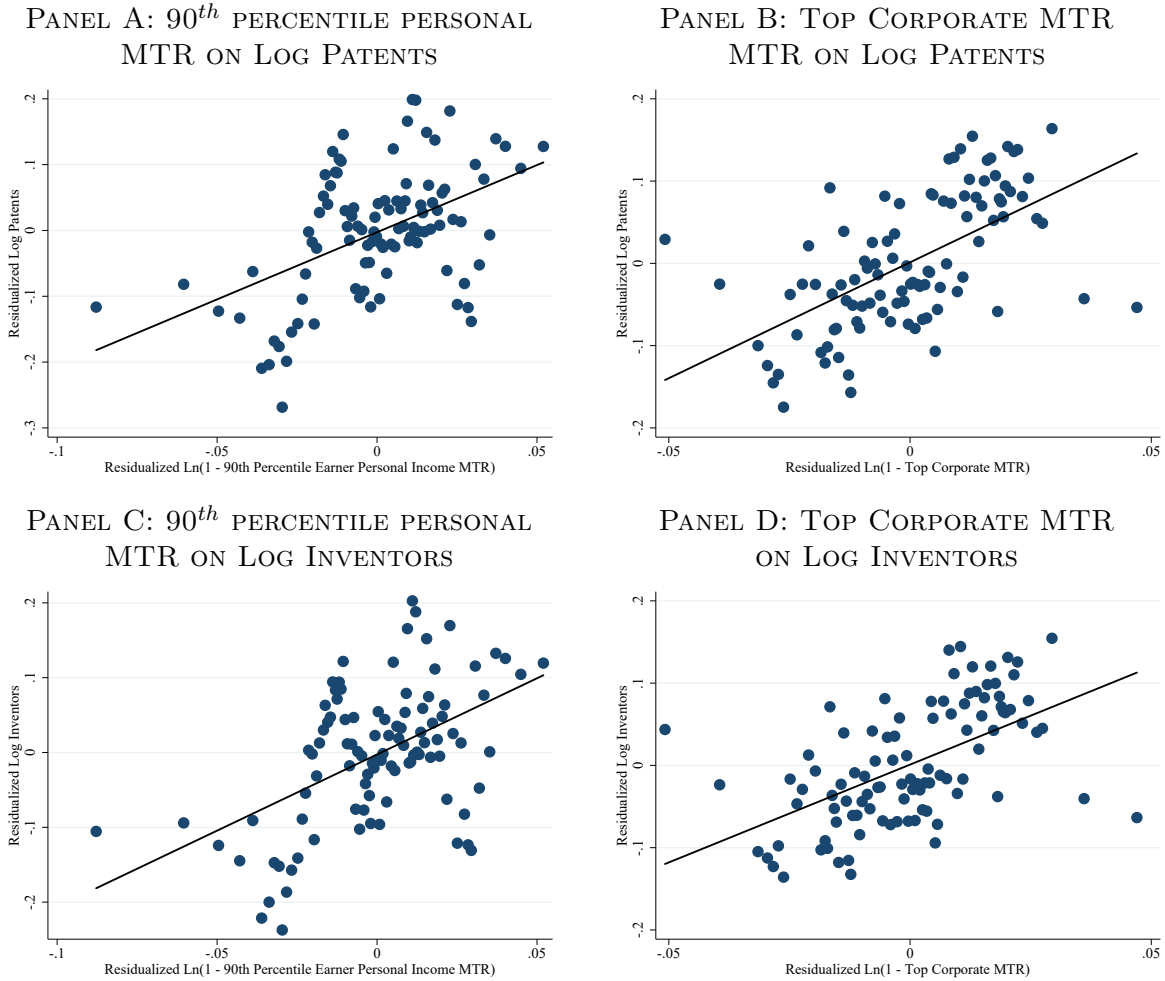 PANEL A: 90th PERCENTILE PERSONAL
MTR ON LOG PATENTS
Residualized Log Patents
.2
.1
0
-.1
-.2
-.3
-.1
-.05
0
.05
Residualized Ln(1 - 90th Percentile Earner Personal Income MTR)
PANEL B: TOP CORPORATE MTR
MTR ON LOG PATENTS
Residualized Log Patents
.2
.1
0
-.1
-.2
-.05
0
.05
Residualized Ln(1 - Top Corporate MTR)
PANEL C: 90th PERCENTILE PERSONAL
MTR ON LOG INVENTORS
Residualized Log Inventors
.2
.1
0
-.1
-.2
-.1
-.05
0
.05
Residualized Ln(1 - 90th Percentile Earner Personal Income MTR)
PANEL D: TOP CORPORATE MTR
ON LOG INVENTORS
Residualized Log Inventors
.2
.1
0
-.1
-.2
-.05
0
.05
Residualized Ln(1 - Top Corporate MTR)